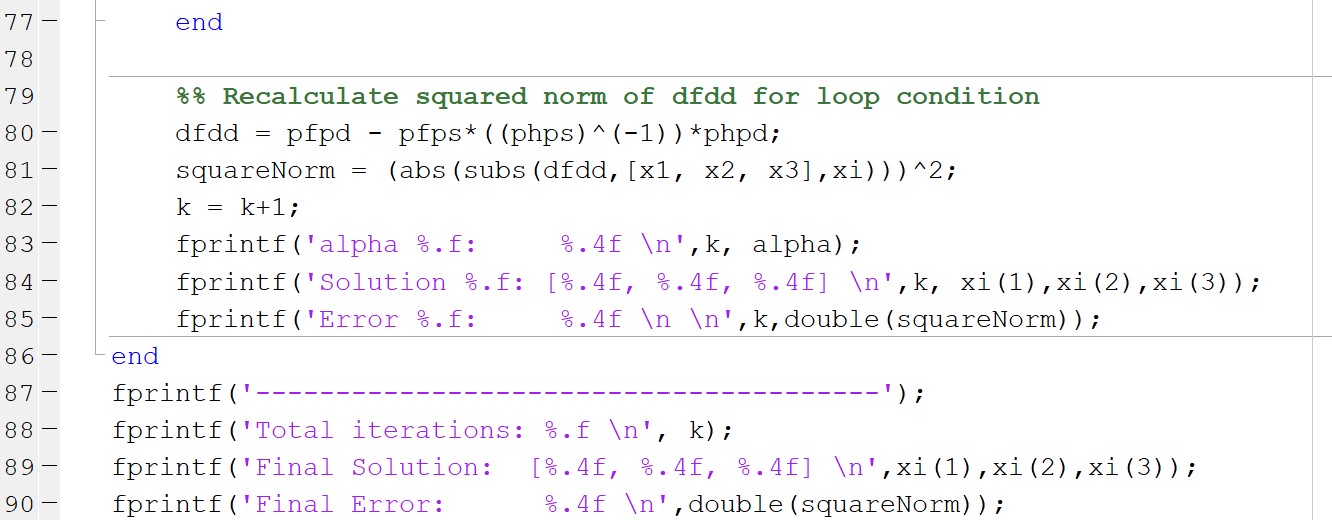 77 end
78
79 %% Recalculate squared norm of dfdd for loop condition
80 dfdd = pfpd - pfps*((phps)^(-1))*phpd;
81 squareNorm = (abs(subs(dfdd,[x1, x2, x3],xi)))^2;
82 k = k+1;
83 fprintf('alpha %.f:     %.4f \n',k, alpha);
84 fprintf('Solution %.f: [%.4f, %.4f, %.4f] \n',k, xi(1),xi(2),xi(3));
85 fprintf('Error %.f:     %.4f \n \n',k,double(squareNorm));
86 end
87 fprintf('---------------------------------------');
88 fprintf('Total iterations: %.f \n', k);
89 fprintf('Final Solution:  [%.4f, %.4f, %.4f] \n',xi(1),xi(2),xi(3));
90 fprintf('Final Error:      %.4f \n',double(squareNorm));